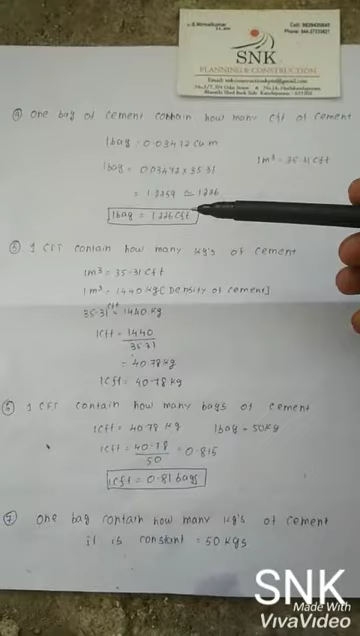 SNK
PLANNING & CONSTRUCTION
④ One bag of cement contain how many cft of cement
1bag = 0.03472 cu m
1bag = 0.03472 x 35.31
1m³ = 35.31 cft
= 1.2259 ≃ 1.226
1bag = 1.226 cft
⑤ 1 CFT contain how many kg's of cement
1m³ = 35.31 cft
1m³ = 1440 kg [Density of cement]
35.31 cft = 1440 kg
1cft = 1440
35.31
= 40.78 kg
1cft = 40.78 kg
⑥ 1 CFT contain how many bags of cement
1cft = 40.78 kg 1bag = 50kg
1cft = 40.78 = 0.815
50
1cft = 0.81 bags
⑦ One bag contain how many kg's of cement
it is constant = 50 kgs
SNK
Made With
VivaVideo